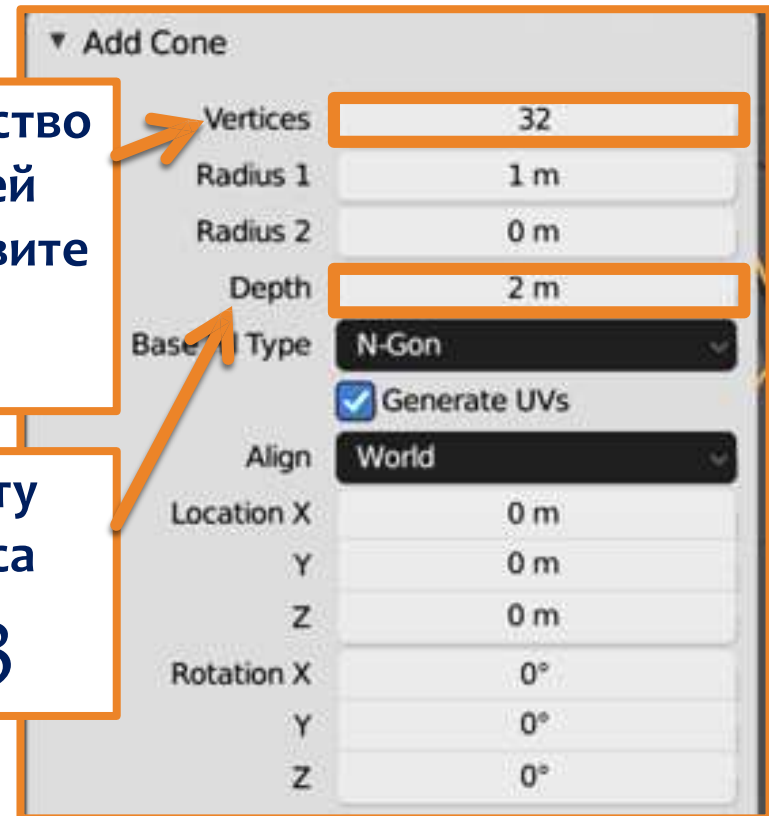 ▼ Add Cone
ство
ей
вите
Vertices 32
Radius 1 1 m
Radius 2 0 m
Depth 2 m
Type N-Gon
Generate UVs
Align World
ту
са
Location X 0 m
Y 0 m
Z 0 m
Rotation X 0°
Y 0°
Z 0°